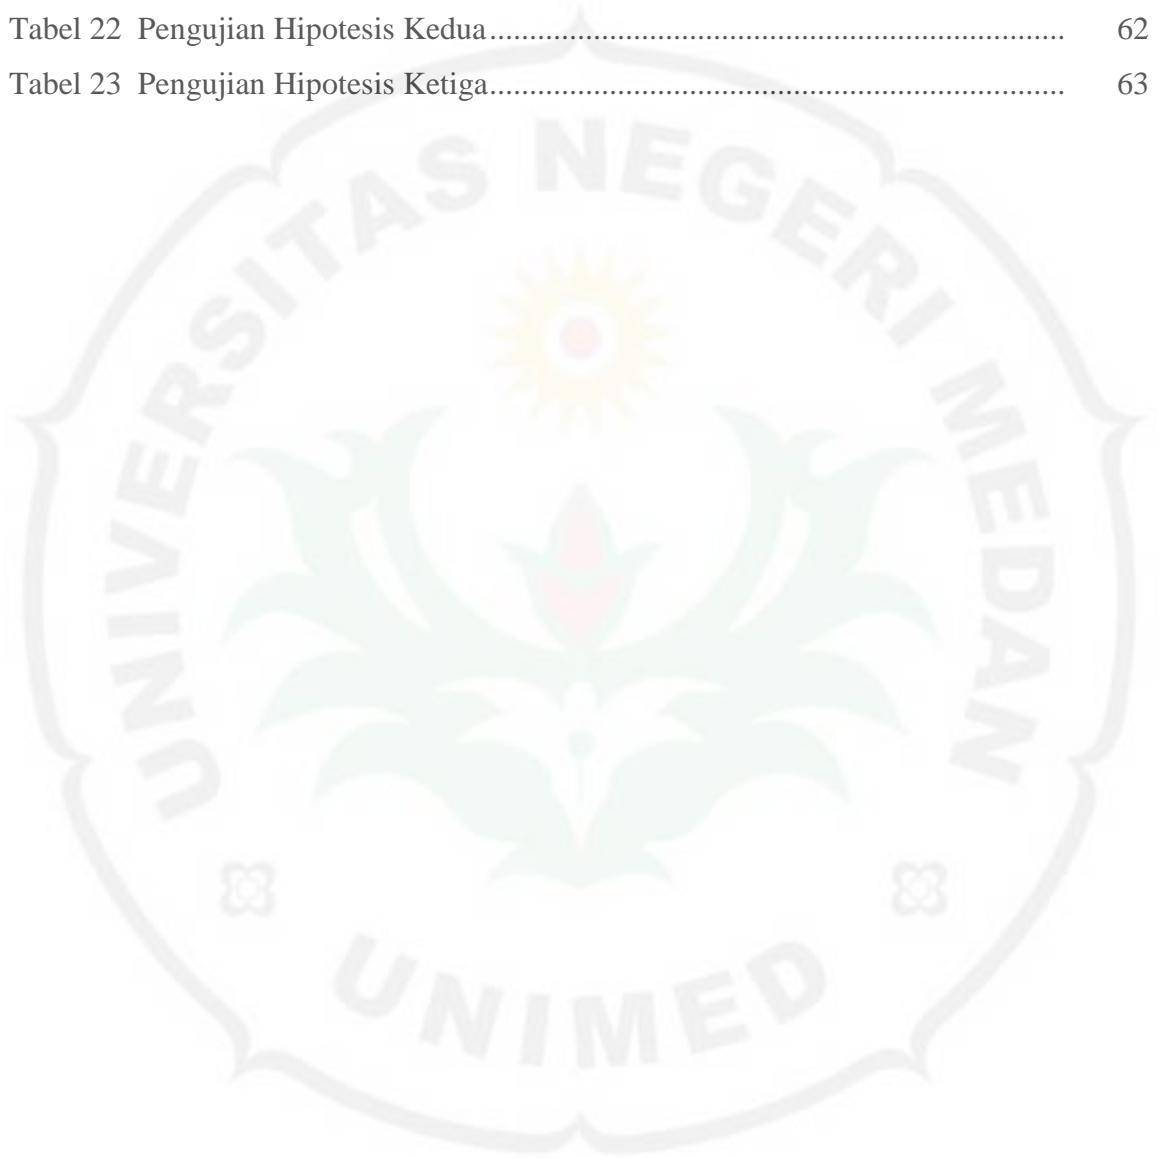 Tabel 22 Pengujian Hipotesis Kedua....................................................................... 62
Tabel 23 Pengujian Hipotesis Ketiga....................................................................... 63
UNIVERSITAS NEGERI MEDAN
UNIMED